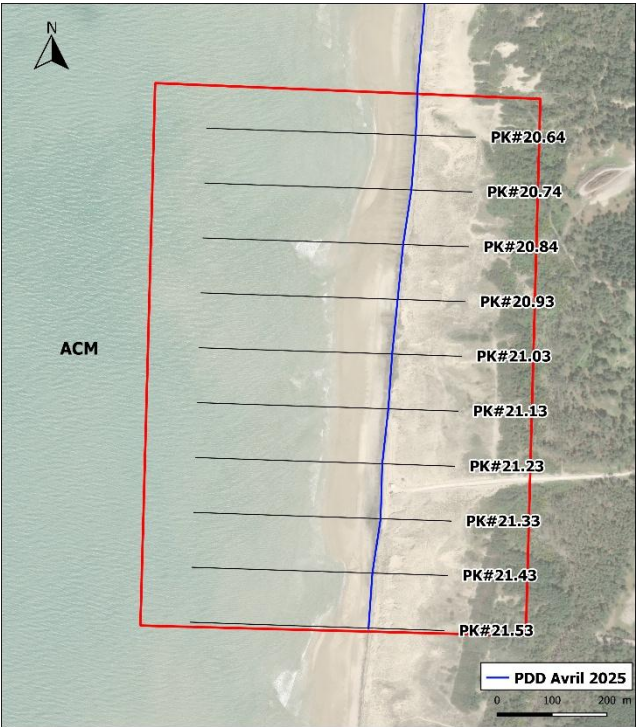 N
PK#20.64
PK#20.74
PK#20.84
PK#20.93
ACM
PK#21.03
PK#21.13
PK#21.23
PK#21.33
PK#21.43
PK#21.53
PDD Avril 2025
0 100 200 m